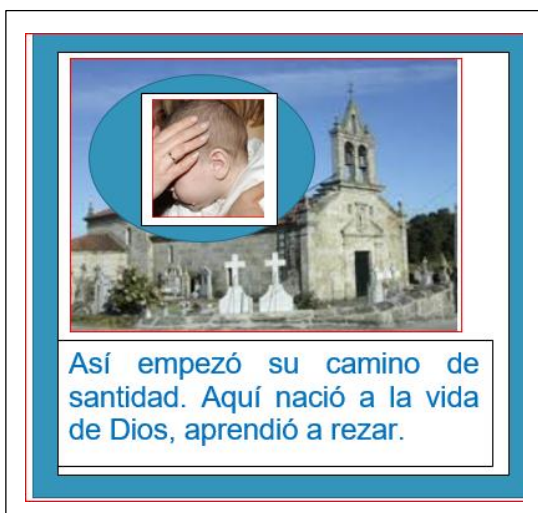 Así empezó su camino de
santidad. Aquí nació a la vida
de Dios, aprendió a rezar.